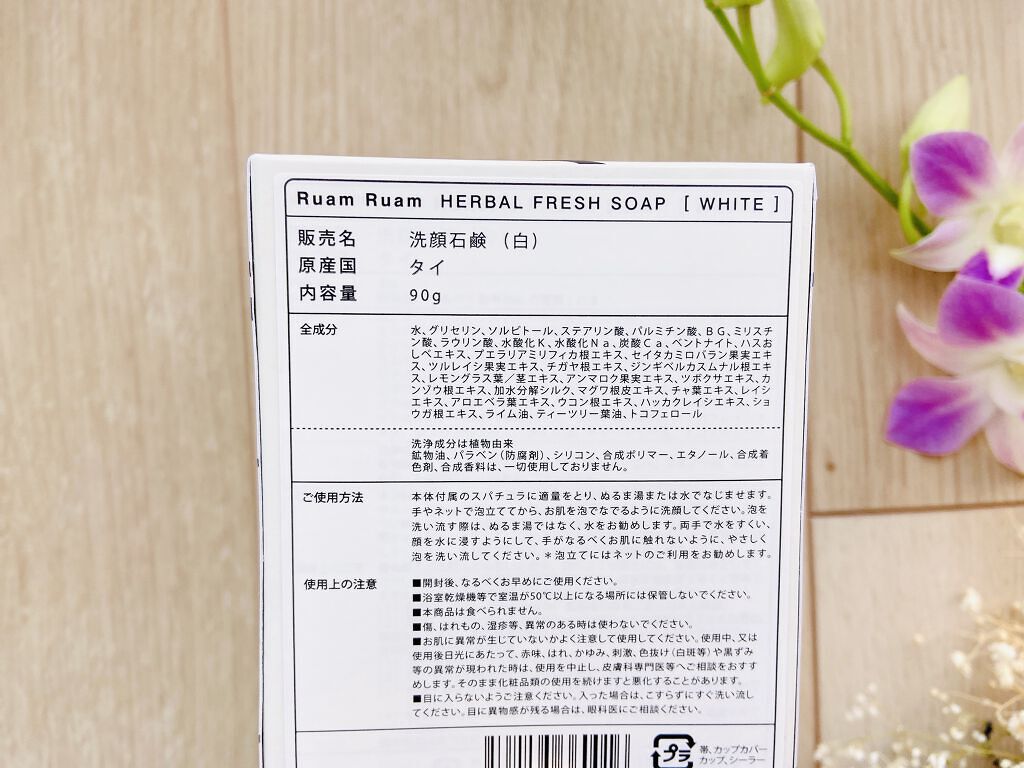 Ruam Ruam HERBAL FRESH SOAP [ WHITE ]
販売名 洗顔石鹸(白)
原産国 タイ
内容量 90g
全成分 水、グリセリン、ソルビトール、ステアリン酸、パルミチン酸、BG、ミリスチ
ン酸、ラウリン酸、水酸化K、水酸化Na、炭酸Ca、ベントナイト、ハスお
しべエキス、プエラリアミリフィカ根エキス、セイタカミロバラン果実エキ
ス、ツルレイシ果実エキス、チガヤ根エキス、ジンギベルカスムナル根エキ
ス、レモングラス葉/茎エキス、アンマロク果実エキス、ツボクサエキス、カ
ンゾウ根エキス、加水分解シルク、マグワ根皮エキス、チャ葉エキス、レイシ
エキス、アロエベラ葉エキス、ウコン根エキス、ハッカクレイシエキス、ショ
ウガ根エキス、ライム油、ティーツリー葉油、トコフェロール
洗浄成分は植物由来
鉱物油、パラベン(防腐剤)、シリコン、合成ポリマー、エタノール、合成着
色剤、合成香料は、一切使用しておりません。
ご使用方法 本体付属のスパチュラに適量をとり、ぬるま湯または水でなじませます。
手やネットで泡立ててから、お肌を泡でなでるように洗顔してください。泡を
洗い流す際は、ぬるま湯ではなく、水をお勧めします。両手で水をすくい、
顔を水に浸すようにして、手がなるべくお肌に触れないように、やさしく
泡を洗い流してください。*泡立てにはネットのご利用をお勧めします。
使用上の注意 ■開封後、なるべくお早めにご使用ください。
■浴室乾燥機等で室温が50℃以上になる場所には保管しないでください。
■本商品は食べられません。
■傷、はれもの、湿疹等、異常のある時は使わないでください。
■お肌に異常が生じていないかよく注意して使用してください。使用中、又は
使用後日光にあたって、赤味、はれ、かゆみ、刺激、色抜け(白斑等)や黒ずみ
等の異常が現われた時は、使用を中止し、皮膚科専門医等へご相談をおすす
めします。そのまま化粧品類の使用を続けますと悪化することがあります。
■目に入らないようご注意ください。入った場合は、こすらずにすぐ洗い流し
てください。目に異物感が残る場合は、眼科医にご相談ください。
プラ 帯、カップカバー
カップ、シーラー